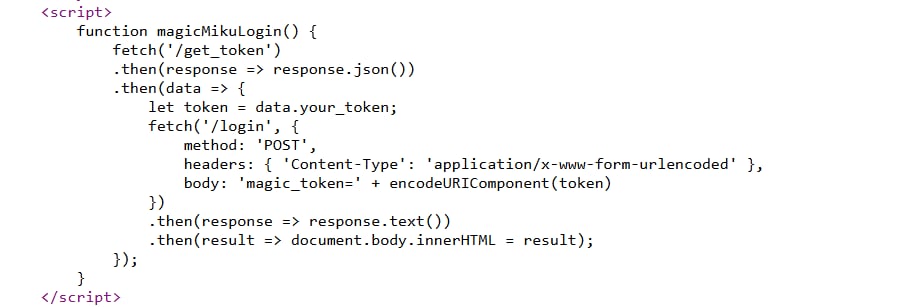 <script>
function magicMikuLogin() {
fetch('/get_token')
.then(response => response.json())
.then(data => {
let token = data.your_token;
fetch('/login', {
method: 'POST',
headers: { 'Content-Type': 'application/x-www-form-urlencoded' },
body: 'magic_token=' + encodeURIComponent(token)
})
.then(response => response.text())
.then(result => document.body.innerHTML = result);
});
}
</script>